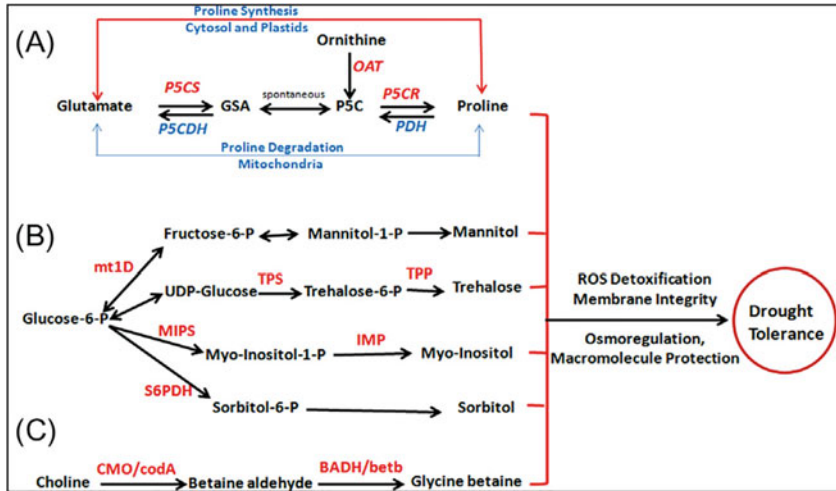 (A)
Proline Synthesis
Cytosol and Plastids
Ornithine
OAT
P5CS
spontaneous
P5CR
Glutamate
GSA
P5C
Proline
P5CDH
PDH
Proline Degradation
Mitochondria
(B)
Fructose-6-P
Mannitol-1-P
Mannitol
mt1D
UDP-Glucose
TPS
Trehalose-6-P
TPP
Trehalose
Glucose-6-P
MIPS
Myo-Inositol-1-P
IMP
Myo-Inositol
S6PDH
Sorbitol-6-P
Sorbitol
ROS Detoxification
Membrane Integrity
Osmoregulation,
Macromolecule Protection
Drought
Tolerance
(C)
Choline
CMO/codA
Betaine aldehyde
BADH/betb
Glycine betaine